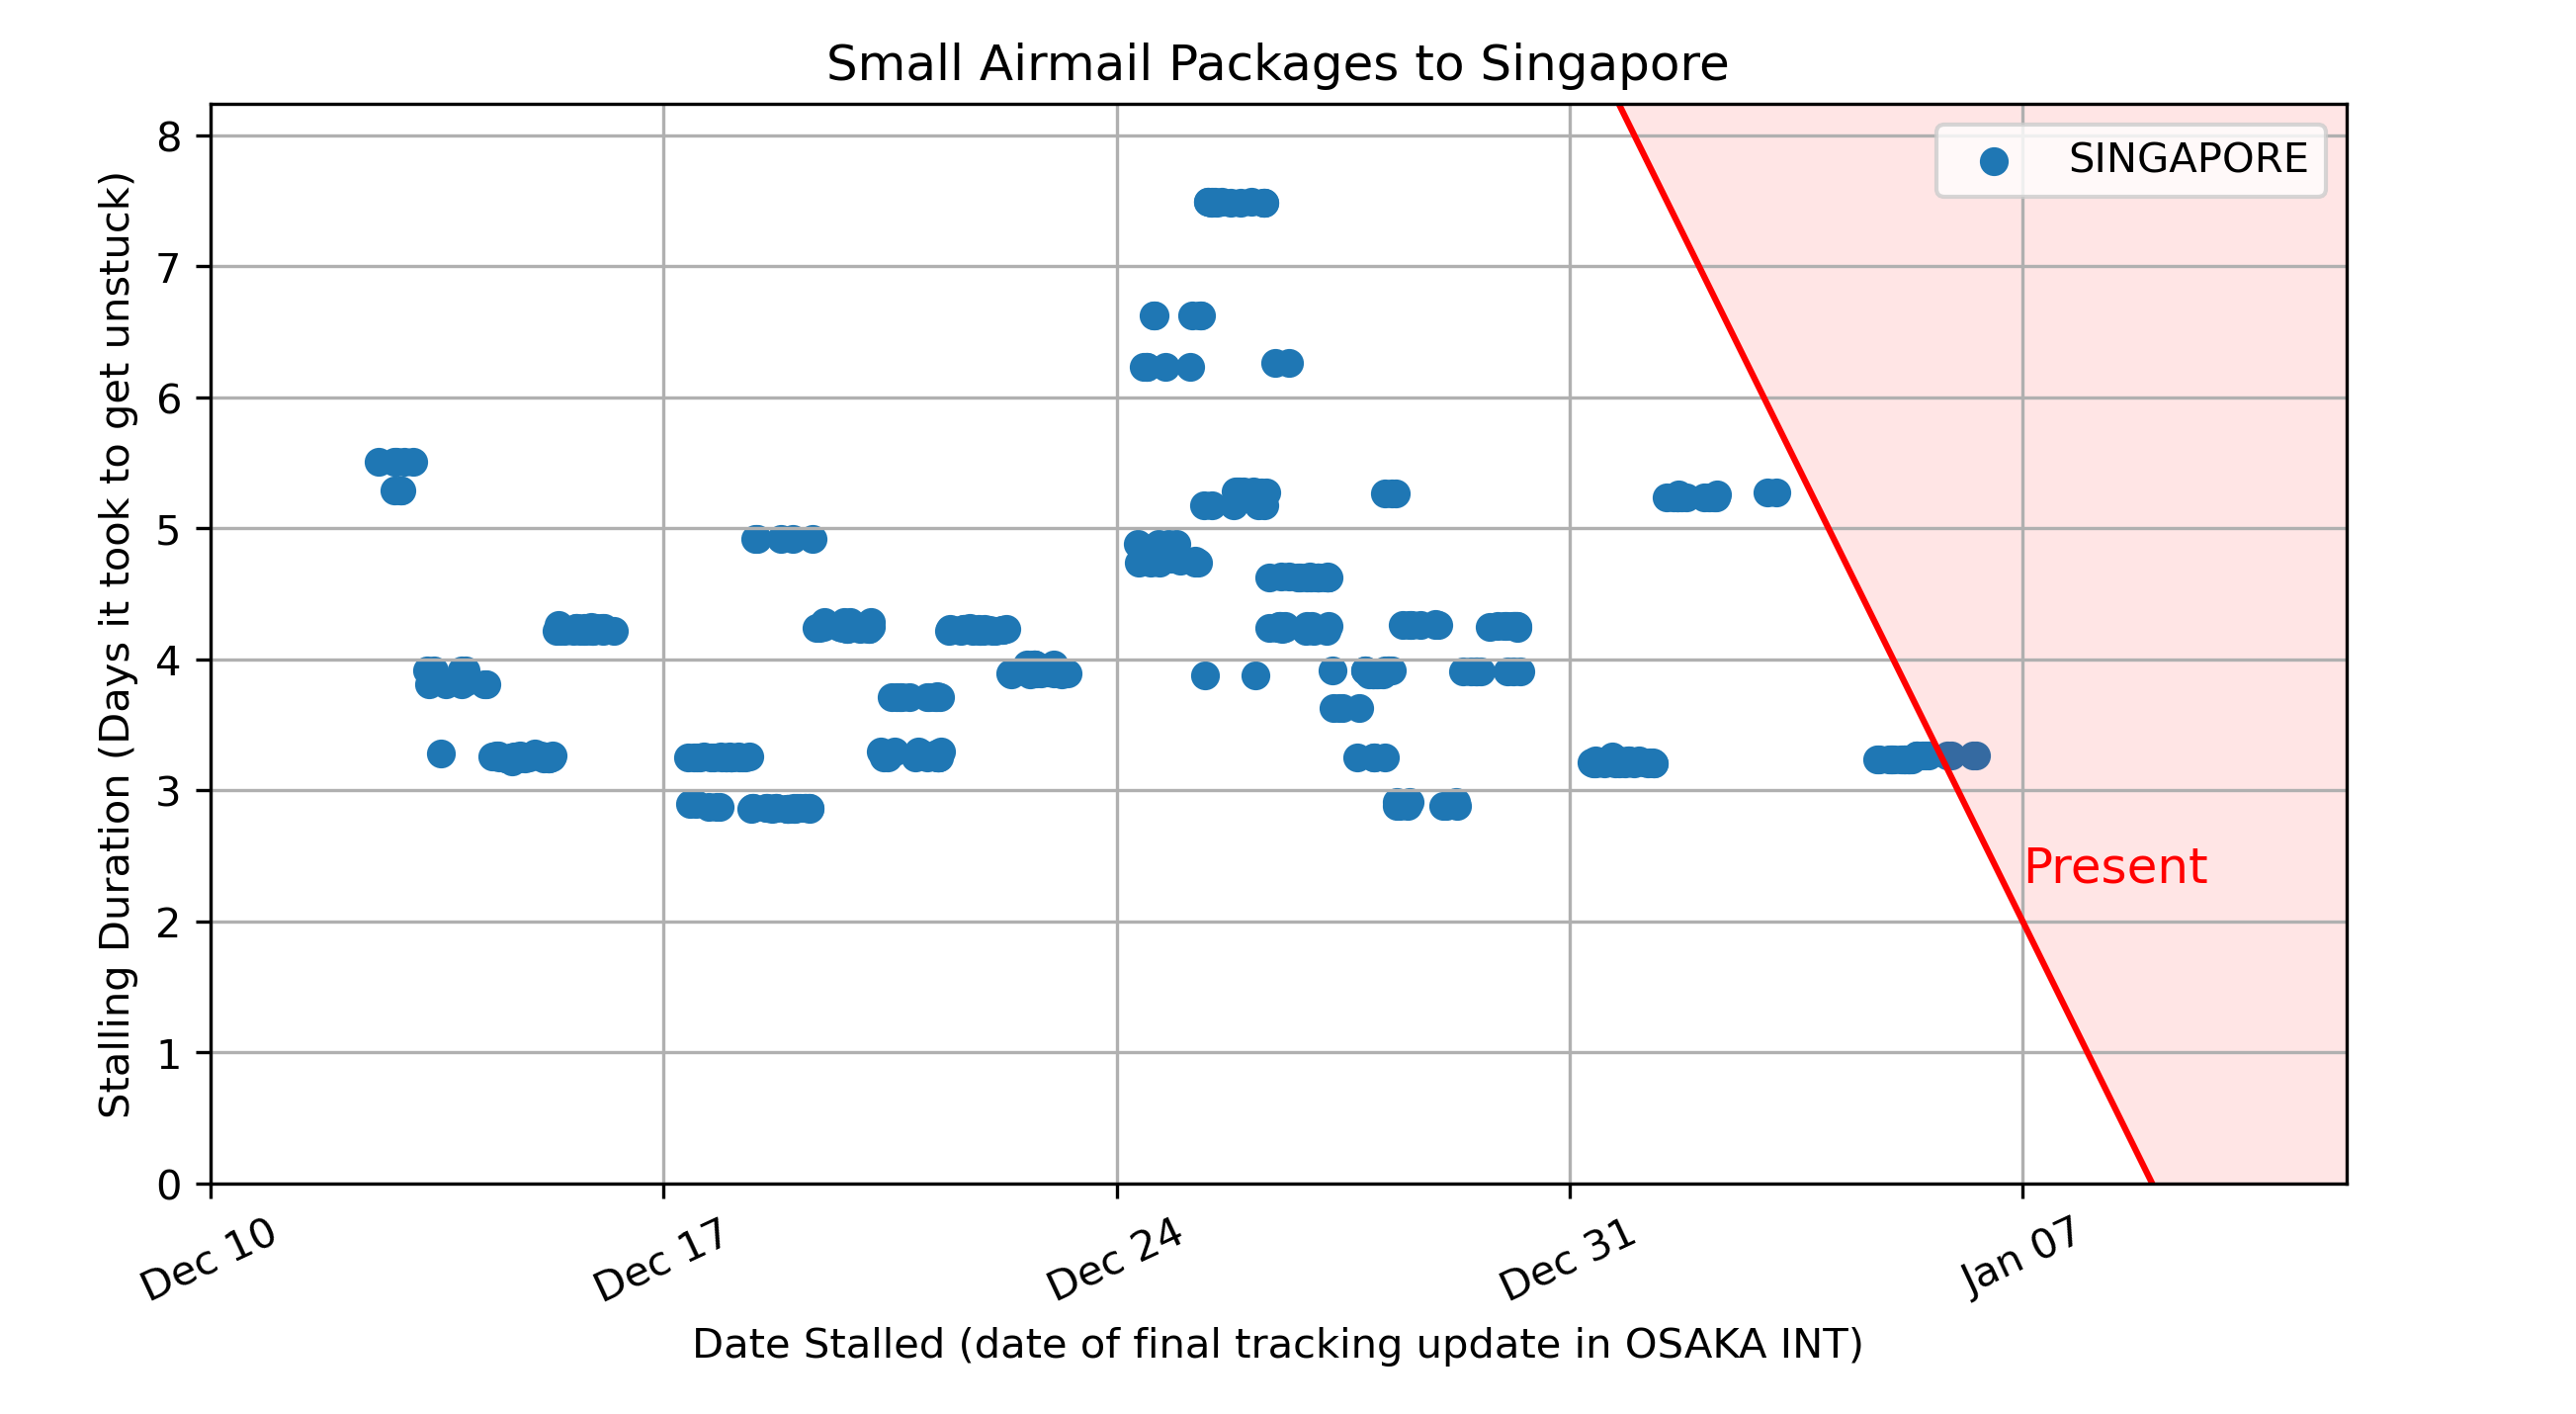 Small Airmail Packages to Singapore
SINGAPORE
Stalling Duration (Days it took to get unstuck)
8
7
6
5
4
3
2
1
0
Present
Dec 10
Dec 17
Dec 24
Dec 31
Jan 07
Date Stalled (date of final tracking update in OSAKA INT)